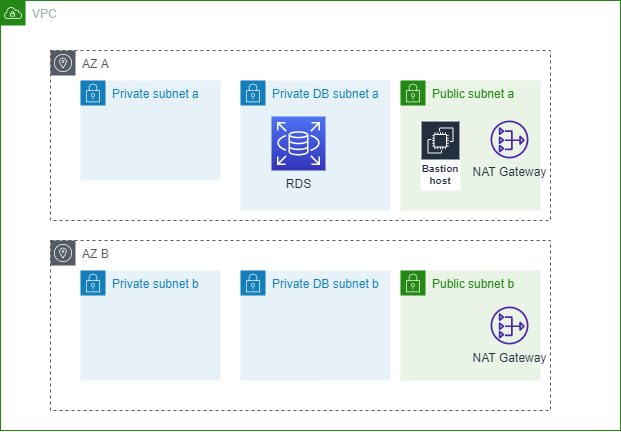 VPC
AZ A
Private subnet a
Private DB subnet a
Public subnet a
RDS
Bastion
host
NAT Gateway
AZ B
Private subnet b
Private DB subnet b
Public subnet b
NAT Gateway